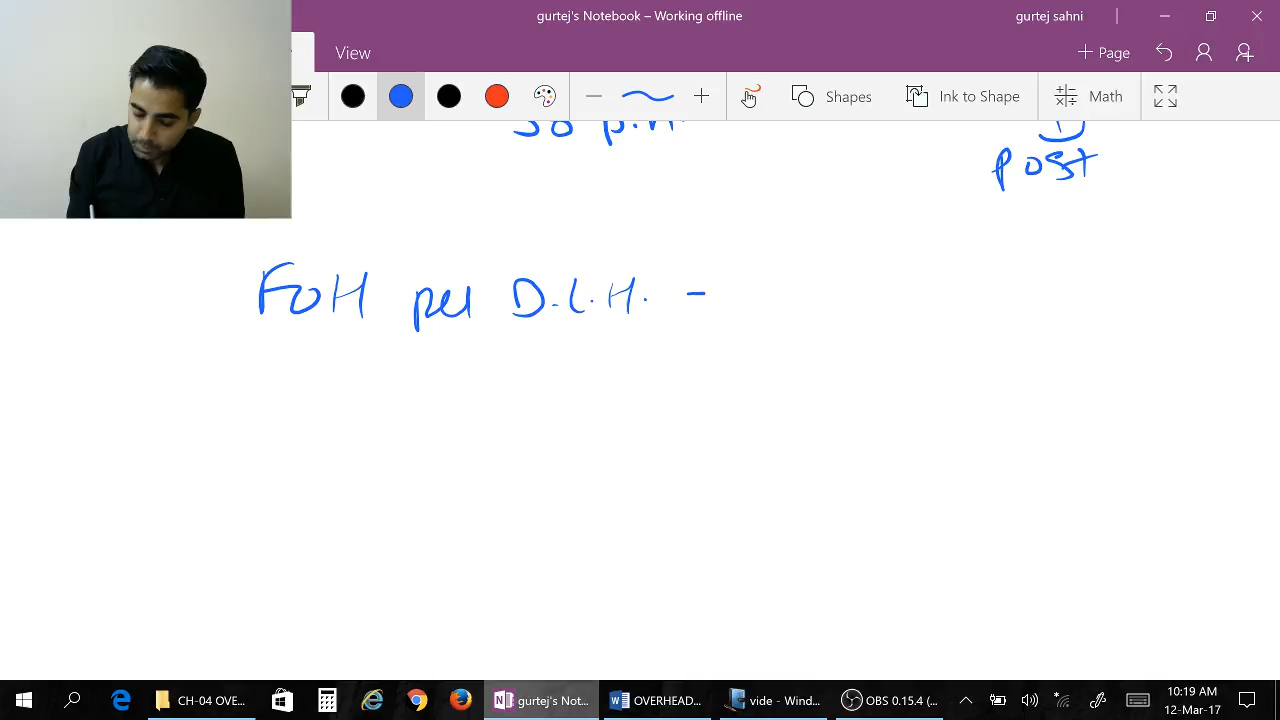 gurtej's Notebook – Working offline
gurtej sahni
View
Page
Shapes
Ink to Shape
Math
post
FOH per D.L.H. -
CH-04 OVE...
gurtej's Not...
OVERHEAD...
vide - Wind...
OBS 0.15.4 (...
10:19 AM
12-Mar-17